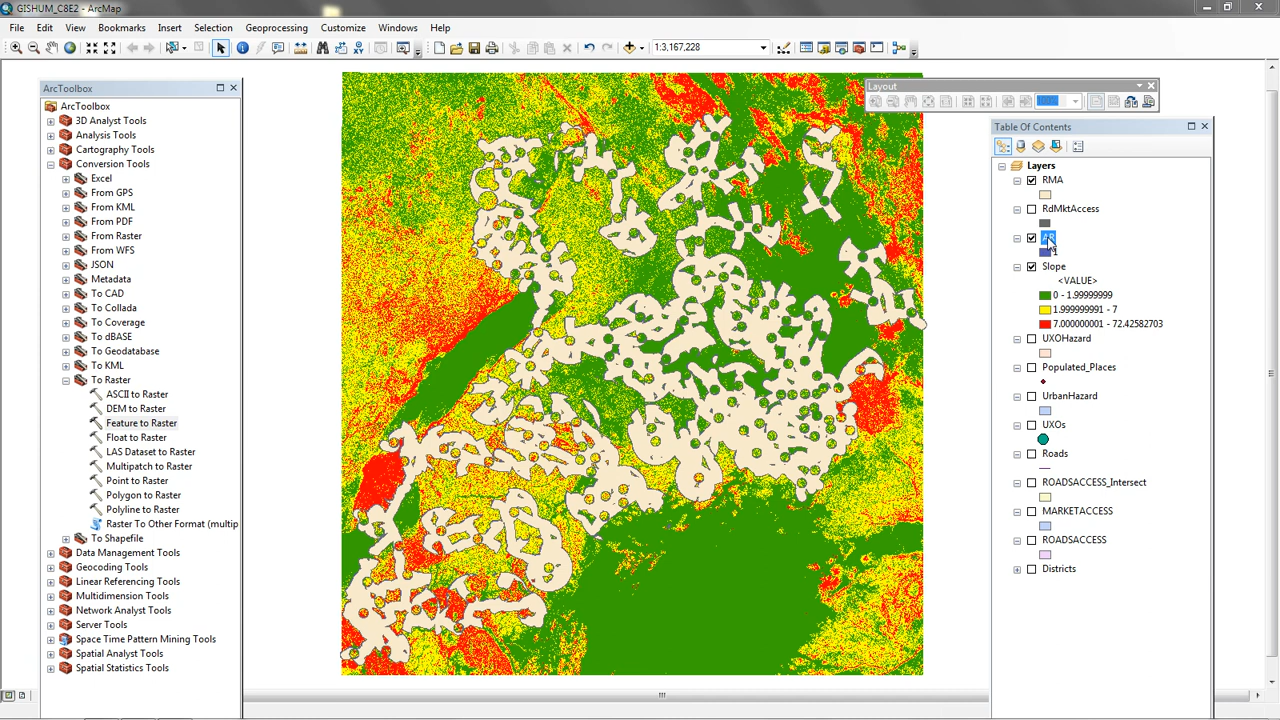 GISHUM_C8E2 - ArcMap
File Edit View Bookmarks Insert Selection Geoprocessing Customize Windows Help
1:3,167,228
Layout
ArcToolbox
ArcToolbox
3D Analyst Tools
Analysis Tools
Cartography Tools
Conversion Tools
Excel
From GPS
From KML
From PDF
From Raster
From WFS
JSON
Metadata
To CAD
To Collada
To Coverage
To dBASE
To Geodatabase
To KML
To Raster
ASCII to Raster
DEM to Raster
Feature to Raster
Float to Raster
LAS Dataset to Raster
Multipatch to Raster
Point to Raster
Polygon to Raster
Polyline to Raster
Raster To Other Format (multip
To Shapefile
Data Management Tools
Geocoding Tools
Linear Referencing Tools
Multidimension Tools
Network Analyst Tools
Server Tools
Space Time Pattern Mining Tools
Spatial Analyst Tools
Spatial Statistics Tools
Table Of Contents
Layers
RMA
RdMktAccess
1
Slope
<VALUE>
0 - 1.99999999
1.999999991 - 7
7.000000001 - 72.42582703
UXOHazard
Populated_Places
UrbanHazard
UXOs
Roads
ROADSACCESS_Intersect
MARKETACCESS
ROADSACCESS
Districts